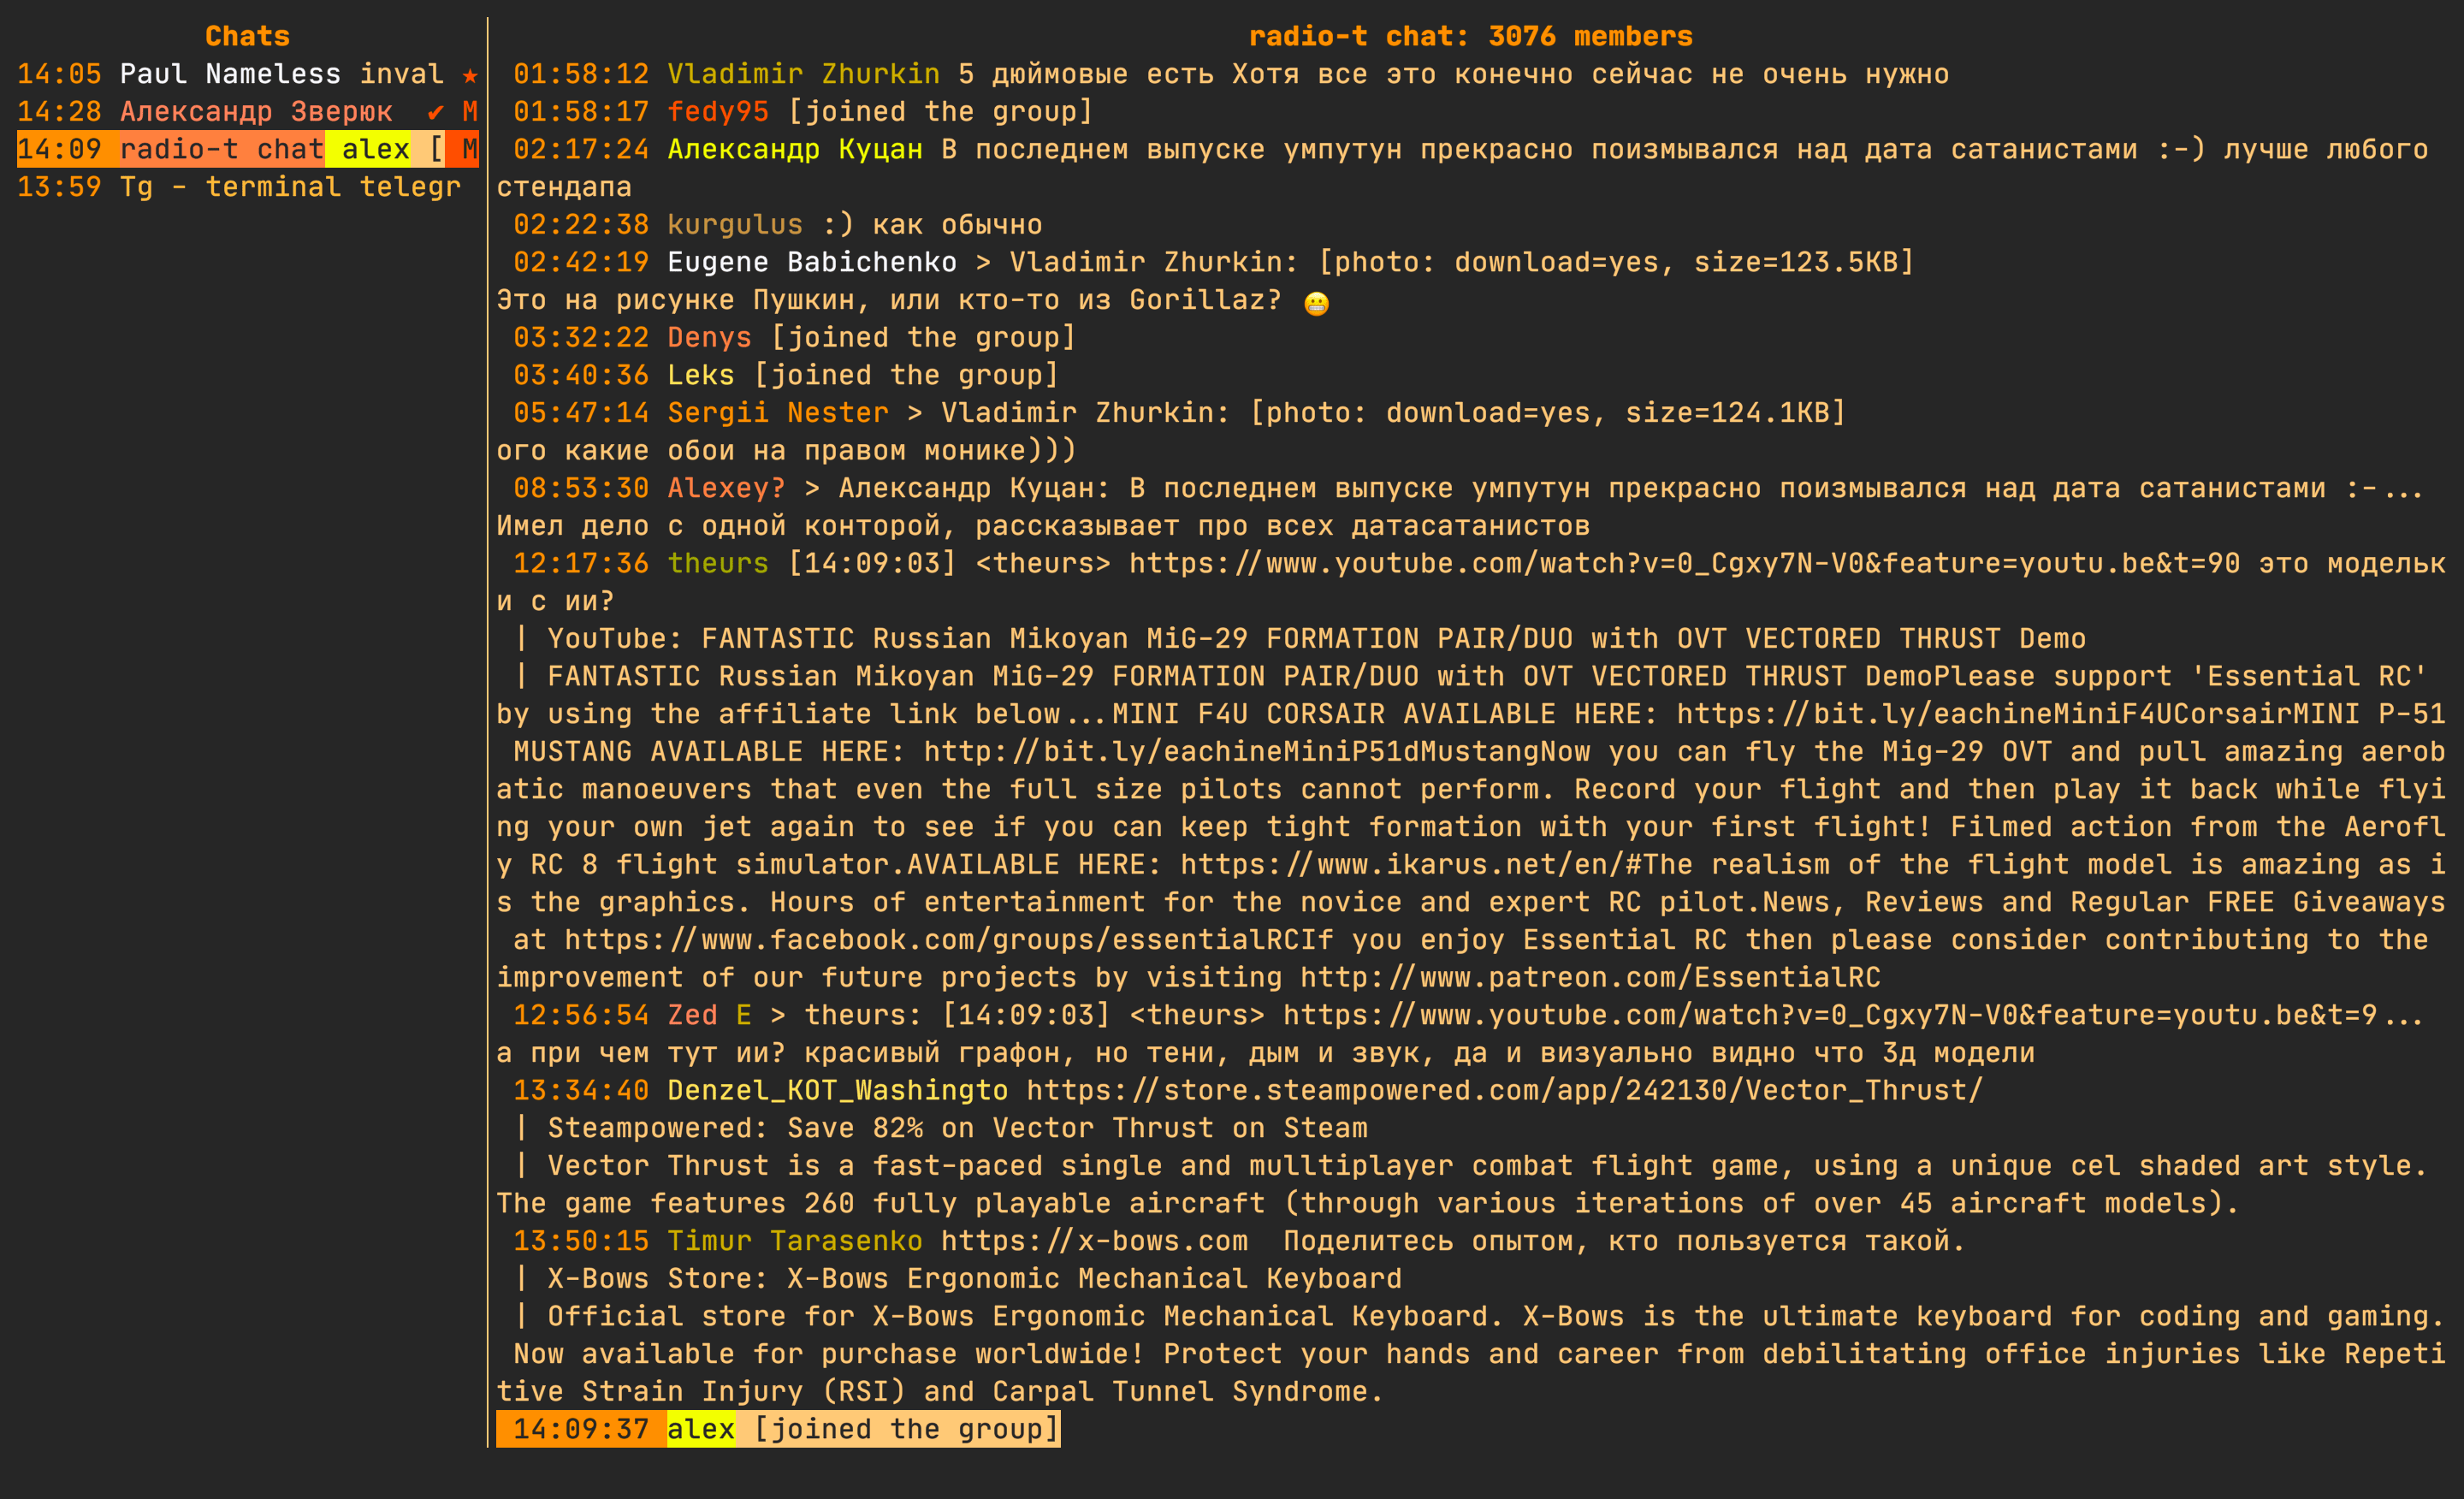 Chats
14:05 Paul Nameless inval ★
14:28 Александр Зверюк ✔ M
14:09 radio-t chat alex [ M
13:59 Tg - terminal telegr
radio-t chat: 3076 members
01:58:12 Vladimir Zhurkin 5 дюймовые есть Хотя все это конечно сейчас не очень нужно
01:58:17 fedy95 [joined the group]
02:17:24 Александр Куцан В последнем выпуске умпутун прекрасно поизмывался над дата сатанистами :-) лучше любого
стендапа
02:22:38 kurgulus :) как обычно
02:42:19 Eugene Babichenko > Vladimir Zhurkin: [photo: download=yes, size=123.5KB]
Это на рисунке Пушкин, или кто-то из Gorillaz? 😬
03:32:22 Denys [joined the group]
03:40:36 Leks [joined the group]
05:47:14 Sergii Nester > Vladimir Zhurkin: [photo: download=yes, size=124.1KB]
ого какие обои на правом монике)))
08:53:30 Alexey? > Александр Куцан: В последнем выпуске умпутун прекрасно поизмывался над дата сатанистами :-...
Имел дело с одной конторой, рассказывает про всех датасатанистов
12:17:36 theurs [14:09:03] <theurs> https://www.youtube.com/watch?v=0_Cgxy7N-V0&feature=youtu.be&t=90 это модельк
и с ии?
| YouTube: FANTASTIC Russian Mikoyan MiG-29 FORMATION PAIR/DUO with OVT VECTORED THRUST Demo
| FANTASTIC Russian Mikoyan MiG-29 FORMATION PAIR/DUO with OVT VECTORED THRUST DemoPlease support 'Essential RC'
by using the affiliate link below...MINI F4U CORSAIR AVAILABLE HERE: https://bit.ly/eachineMiniF4UCorsairMINI P-51
MUSTANG AVAILABLE HERE: http://bit.ly/eachineMiniP51dMustangNow you can fly the Mig-29 OVT and pull amazing aerob
atic manoeuvers that even the full size pilots cannot perform. Record your flight and then play it back while flyi
ng your own jet again to see if you can keep tight formation with your first flight! Filmed action from the Aerofl
y RC 8 flight simulator.AVAILABLE HERE: https://www.ikarus.net/en/#The realism of the flight model is amazing as i
s the graphics. Hours of entertainment for the novice and expert RC pilot.News, Reviews and Regular FREE Giveaways
at https://www.facebook.com/groups/essentialRCIf you enjoy Essential RC then please consider contributing to the
improvement of our future projects by visiting http://www.patreon.com/EssentialRC
12:56:54 Zed E > theurs: [14:09:03] <theurs> https://www.youtube.com/watch?v=0_Cgxy7N-V0&feature=youtu.be&t=9...
а при чем тут ии? красивый графон, но тени, дым и звук, да и визуально видно что 3д модели
13:34:40 Denzel_KOT_Washingto https://store.steampowered.com/app/242130/Vector_Thrust/
| Steampowered: Save 82% on Vector Thrust on Steam
| Vector Thrust is a fast-paced single and mulltiplayer combat flight game, using a unique cel shaded art style.
The game features 260 fully playable aircraft (through various iterations of over 45 aircraft models).
13:50:15 Timur Tarasenko https://x-bows.com  Поделитесь опытом, кто пользуется такой.
| X-Bows Store: X-Bows Ergonomic Mechanical Keyboard
| Official store for X-Bows Ergonomic Mechanical Keyboard. X-Bows is the ultimate keyboard for coding and gaming.
Now available for purchase worldwide! Protect your hands and career from debilitating office injuries like Repeti
tive Strain Injury (RSI) and Carpal Tunnel Syndrome.
14:09:37 alex [joined the group]